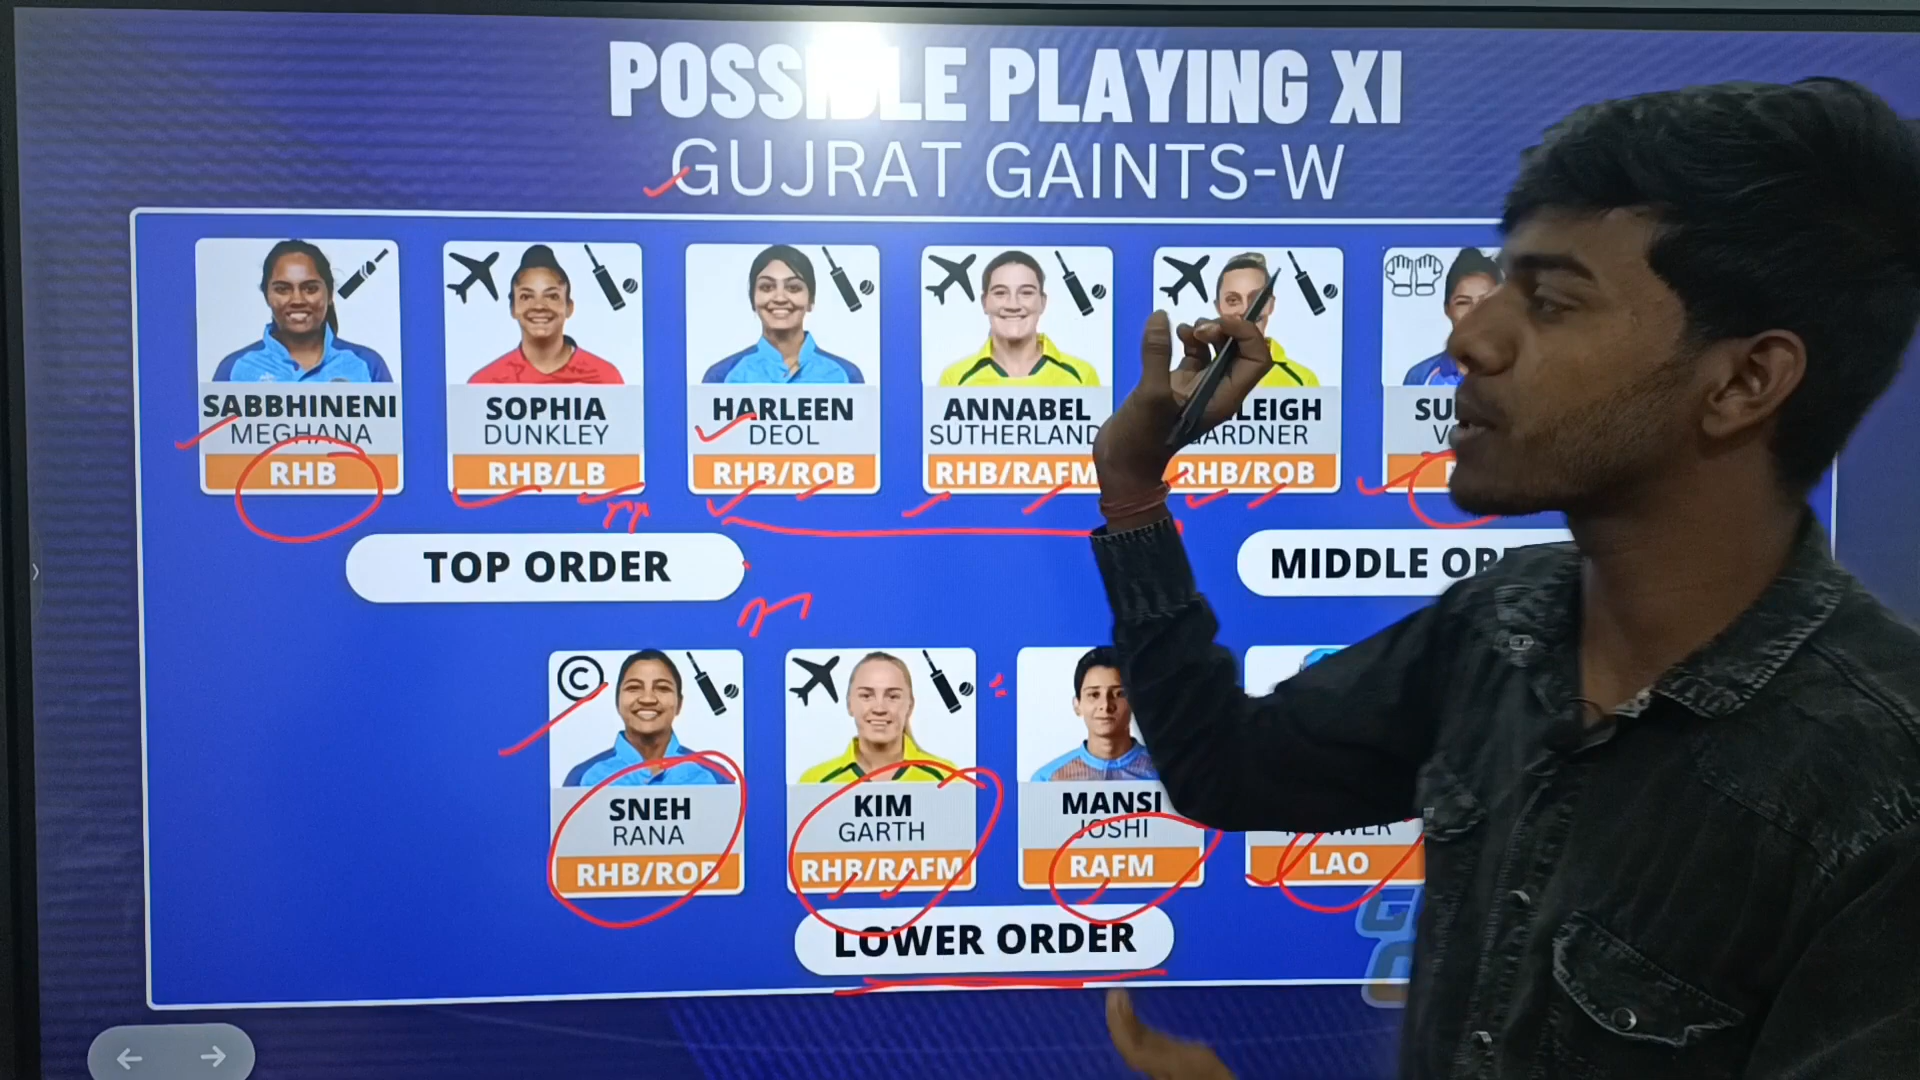 POSSIBLE PLAYING XI
GUJRAT GAINTS-W
SABBHINENI
MEGHANA
RHB
SOPHIA
DUNKLEY
RHB/LB
HARLEEN
DEOL
RHB/ROB
ANNABEL
SUTHERLAND
RHB/RAFM
LEIGH
GARDNER
RHB/ROB
SU
V
TOP ORDER
MIDDLE OR
©
SNEH
RANA
RHB/ROB
KIM
GARTH
RHB/RAFM
MANSI
JOSHI
RAFM
LAO
LOWER ORDER